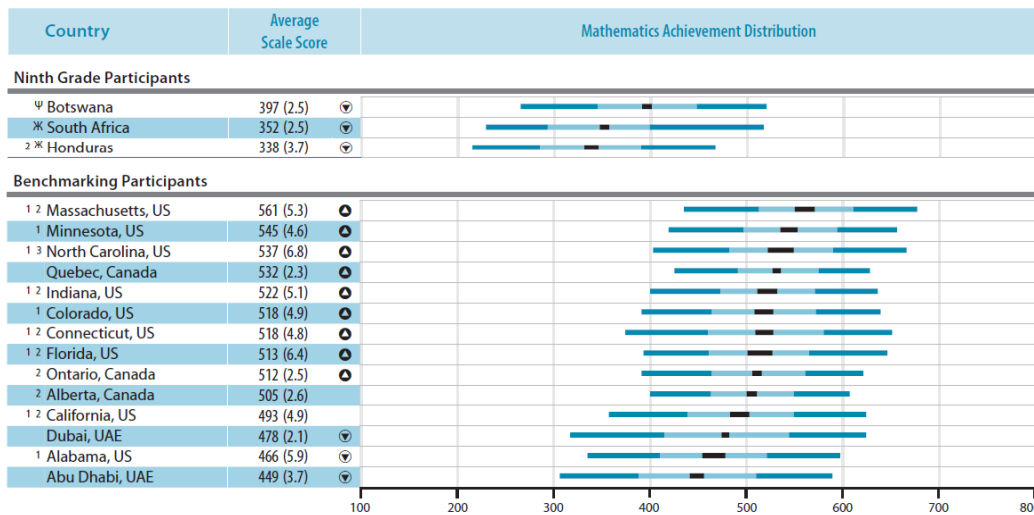 Country Average Scale Score Mathematics Achievement Distribution
Ninth Grade Participants
Ψ Botswana 397 (2.5)
Ж South Africa 352 (2.5)
2 Ж Honduras 338 (3.7)
Benchmarking Participants
1 2 Massachusetts, US 561 (5.3)
1 Minnesota, US 545 (4.6)
1 3 North Carolina, US 537 (6.8)
Quebec, Canada 532 (2.3)
1 2 Indiana, US 522 (5.1)
1 Colorado, US 518 (4.9)
1 2 Connecticut, US 518 (4.8)
1 2 Florida, US 513 (6.4)
2 Ontario, Canada 512 (2.5)
2 Alberta, Canada 505 (2.6)
1 2 California, US 493 (4.9)
Dubai, UAE 478 (2.1)
1 Alabama, US 466 (5.9)
Abu Dhabi, UAE 449 (3.7)
100 200 300 400 500 600 700 800